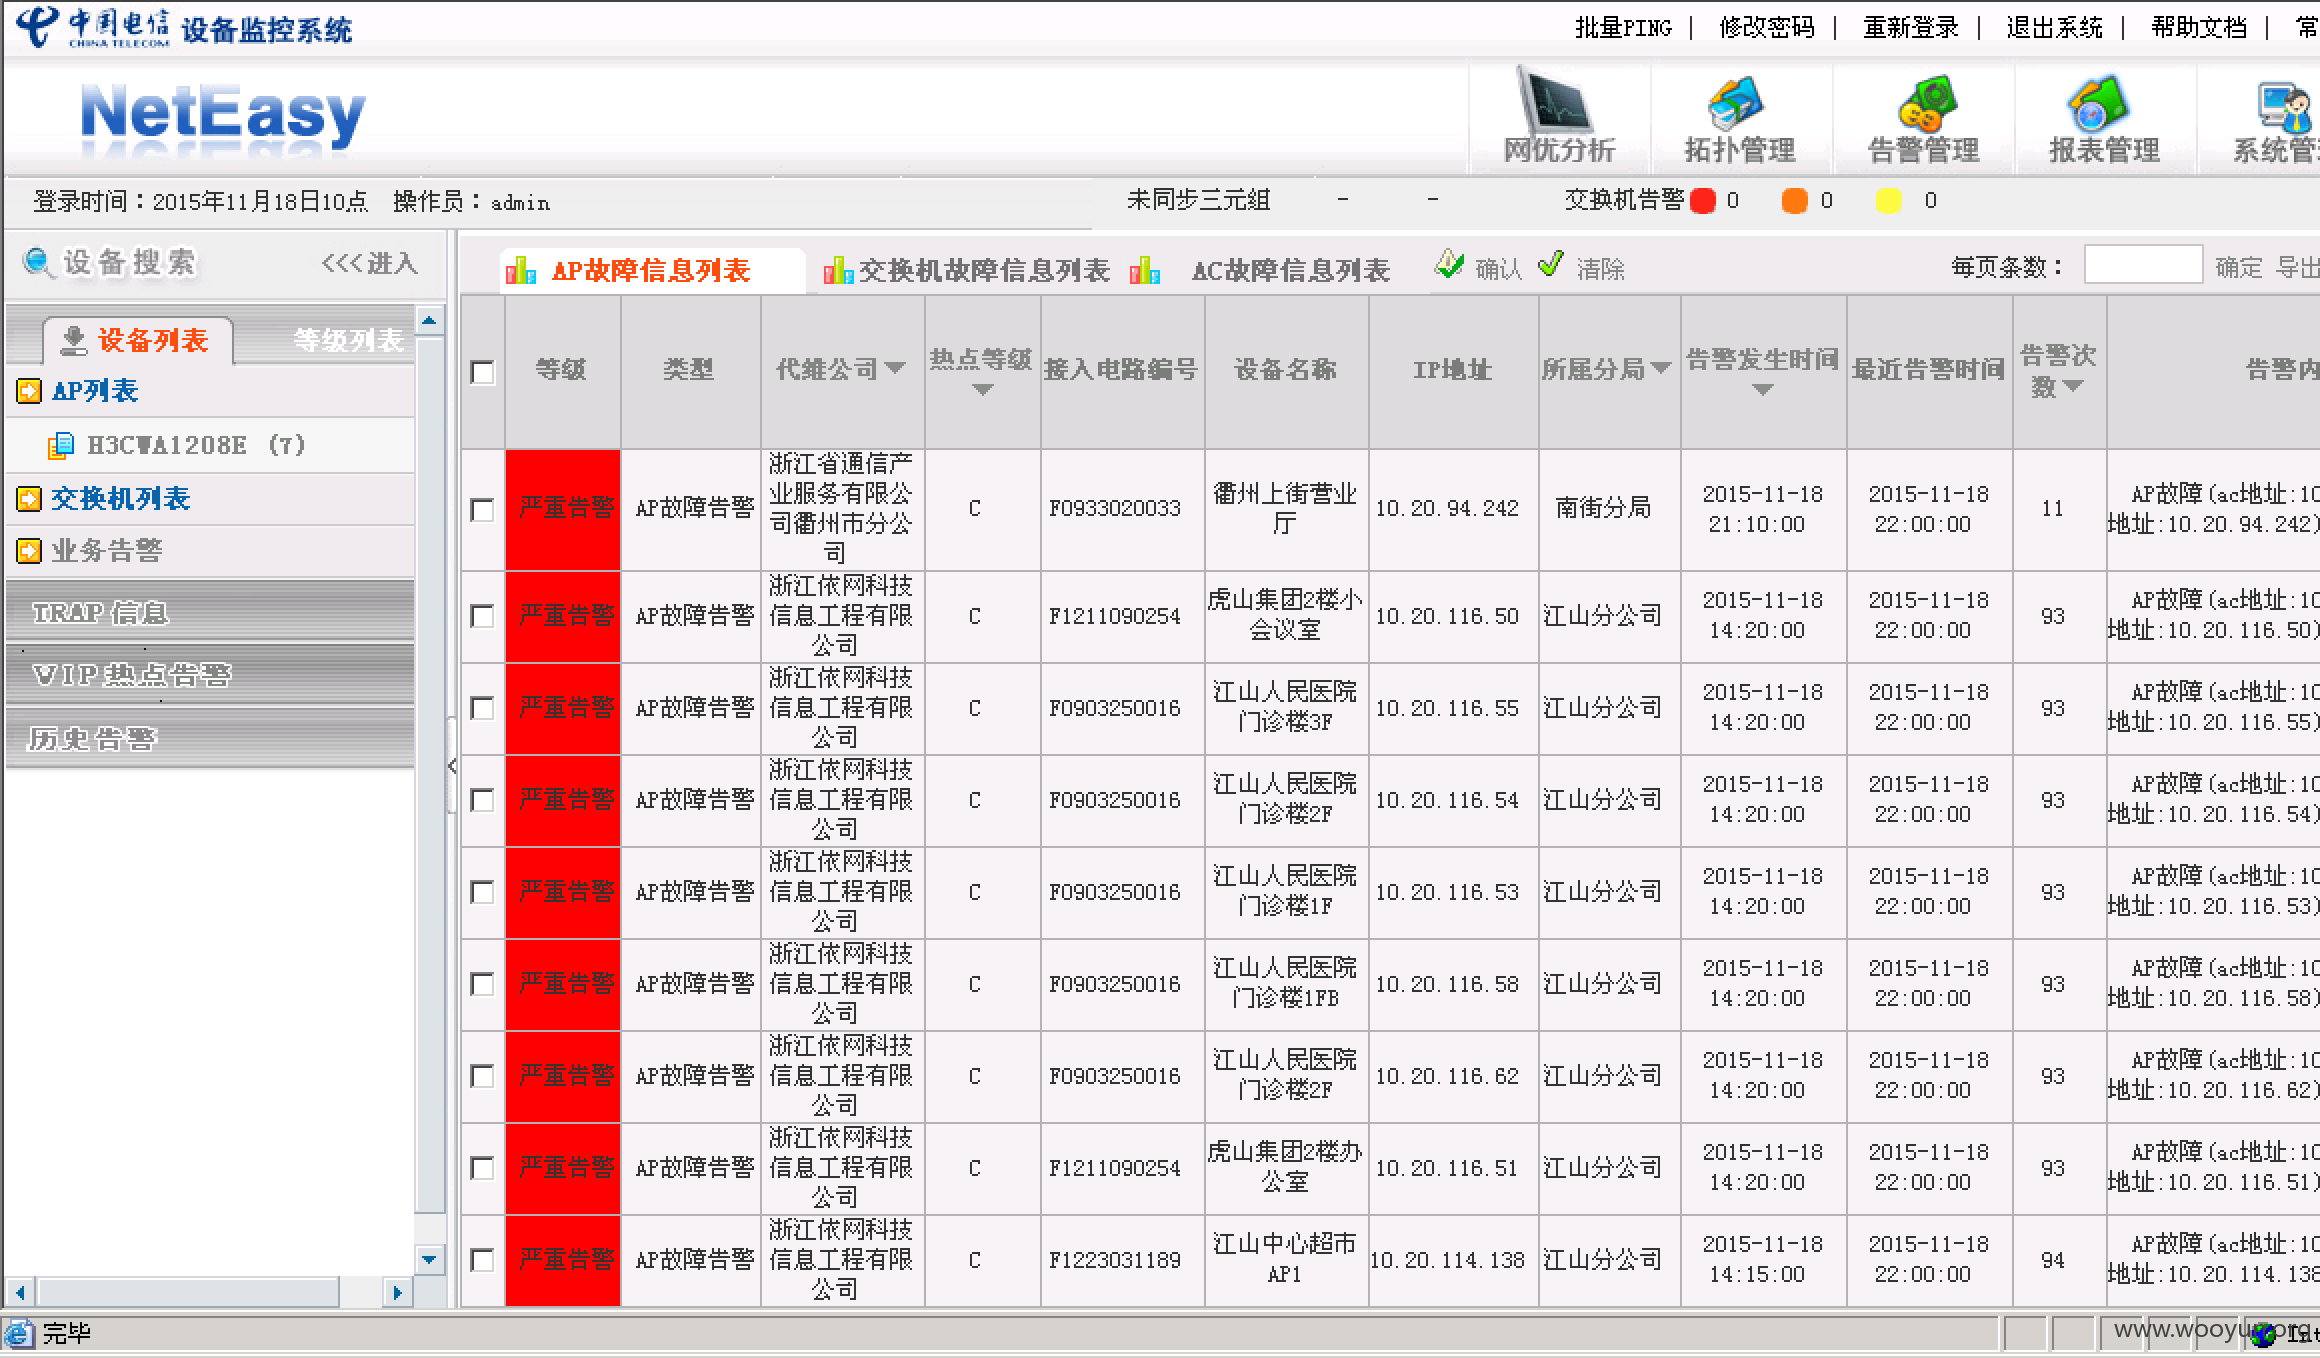 中国电信 设备监控系统
CHINA TELECOM
批量PING | 修改密码 | 重新登录 | 退出系统 | 帮助文档 | 常
NetEasy
网优分析 拓扑管理 告警管理 报表管理 系统管
登录时间：2015年11月18日10点 操作员：admin 未同步三元组 - - 交换机告警 0 0 0
设备搜索 <<<进入
AP故障信息列表 交换机故障信息列表 AC故障信息列表 确认 清除 每页条数： 确定 导出
设备列表 等级列表
AP列表
H3CWA1208E (7)
交换机列表
业务告警
TRAP 信息
VIP热点告警
历史告警
等级 类型 代维公司 热点等级 接入电路编号 设备名称 IP地址 所属分局 告警发生时间 最近告警时间 告警次数 告警内
严重告警 AP故障告警 浙江省通信产业服务有限公司衢州市分公司 C F0933020033 衢州上街营业厅 10.20.94.242 南街分局 2015-11-18 21:10:00 2015-11-18 22:00:00 11 AP故障(ac地址:10 地址:10.20.94.242)
严重告警 AP故障告警 浙江依网科技信息工程有限公司 C F1211090254 虎山集团2楼小会议室 10.20.116.50 江山分公司 2015-11-18 14:20:00 2015-11-18 22:00:00 93 AP故障(ac地址:10 地址:10.20.116.50)
严重告警 AP故障告警 浙江依网科技信息工程有限公司 C F0903250016 江山人民医院门诊楼3F 10.20.116.55 江山分公司 2015-11-18 14:20:00 2015-11-18 22:00:00 93 AP故障(ac地址:10 地址:10.20.116.55)
严重告警 AP故障告警 浙江依网科技信息工程有限公司 C F0903250016 江山人民医院门诊楼2F 10.20.116.54 江山分公司 2015-11-18 14:20:00 2015-11-18 22:00:00 93 AP故障(ac地址:10 地址:10.20.116.54)
严重告警 AP故障告警 浙江依网科技信息工程有限公司 C F0903250016 江山人民医院门诊楼1F 10.20.116.53 江山分公司 2015-11-18 14:20:00 2015-11-18 22:00:00 93 AP故障(ac地址:10 地址:10.20.116.53)
严重告警 AP故障告警 浙江依网科技信息工程有限公司 C F0903250016 江山人民医院门诊楼1FB 10.20.116.58 江山分公司 2015-11-18 14:20:00 2015-11-18 22:00:00 93 AP故障(ac地址:10 地址:10.20.116.58)
严重告警 AP故障告警 浙江依网科技信息工程有限公司 C F0903250016 江山人民医院门诊楼2F 10.20.116.62 江山分公司 2015-11-18 14:20:00 2015-11-18 22:00:00 93 AP故障(ac地址:10 地址:10.20.116.62)
严重告警 AP故障告警 浙江依网科技信息工程有限公司 C F1211090254 虎山集团2楼办公室 10.20.116.51 江山分公司 2015-11-18 14:20:00 2015-11-18 22:00:00 93 AP故障(ac地址:10 地址:10.20.116.51)
严重告警 AP故障告警 浙江依网科技信息工程有限公司 C F1223031189 江山中心超市AP1 10.20.114.138 江山分公司 2015-11-18 14:15:00 2015-11-18 22:00:00 94 AP故障(ac地址:10 地址:10.20.114.138
完毕 www.wooyun.org Int